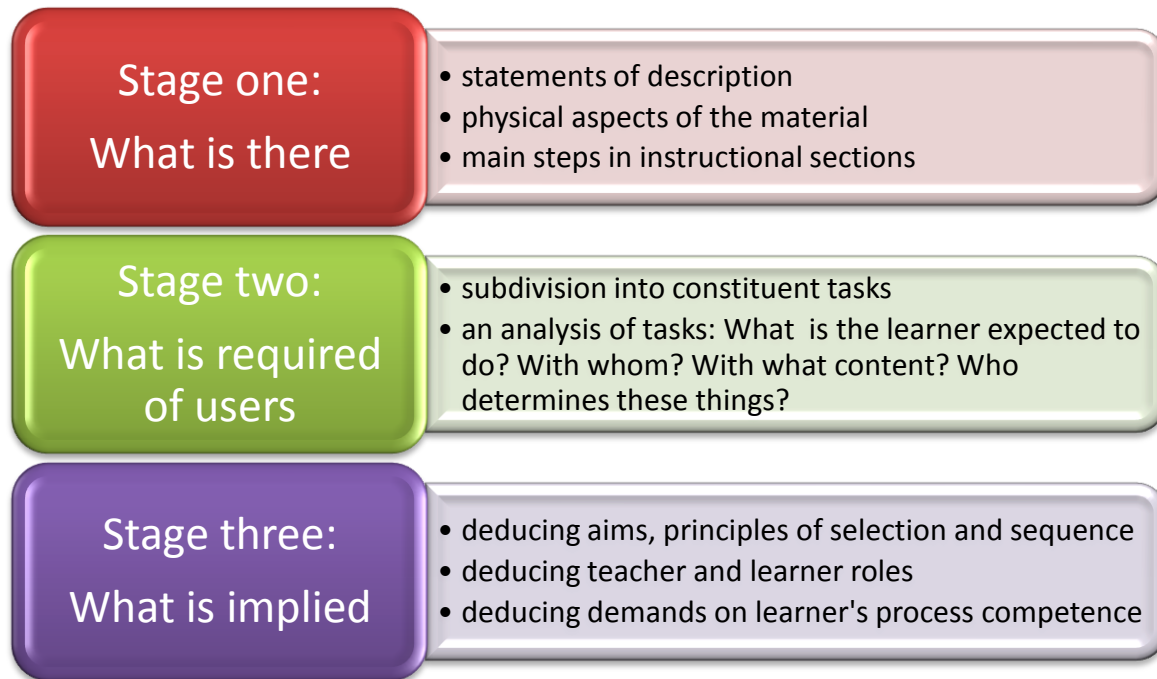 Stage one:
What is there
• statements of description
• physical aspects of the material
• main steps in instructional sections
Stage two:
What is required
of users
• subdivision into constituent tasks
• an analysis of tasks: What  is the learner expected to
do? With whom? With what content? Who
determines these things?
Stage three:
What is implied
• deducing aims, principles of selection and sequence
• deducing teacher and learner roles
• deducing demands on learner's process competence